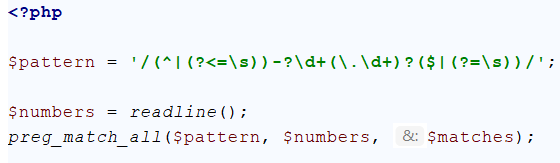 <?php
$pattern = '/(^|(?<=\s))-?\d+(\.\d+)?($|(?=\s))/';
$numbers = readline();
preg_match_all($pattern, $numbers, &: $matches);